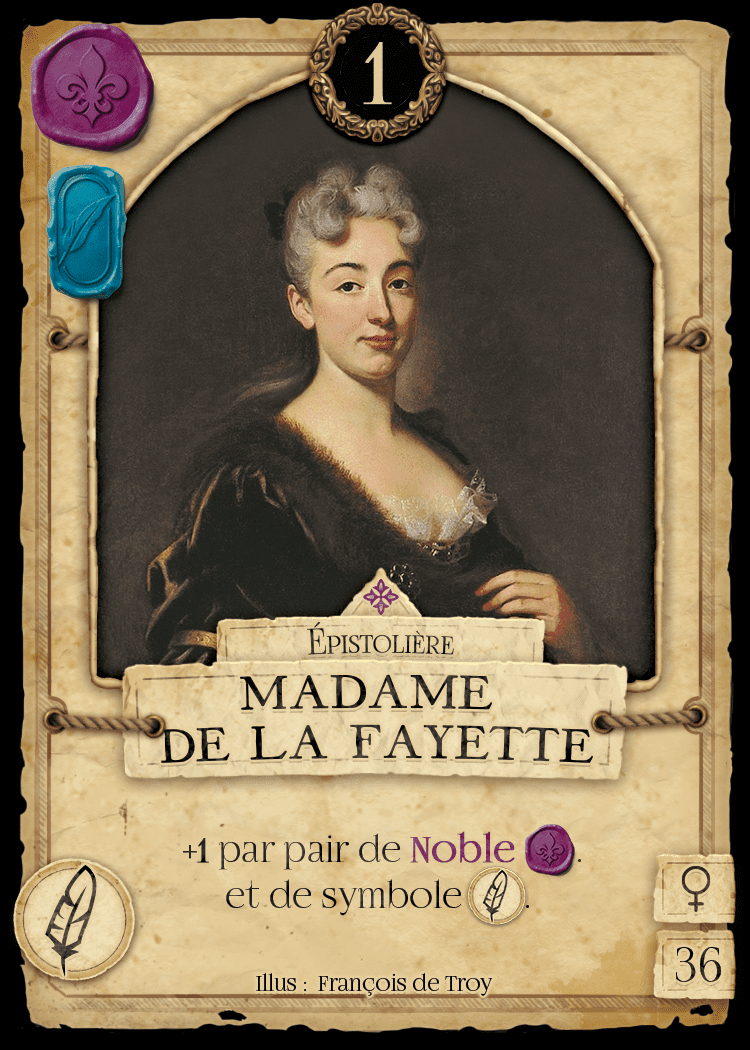 1
ÉPISTOLIÈRE
MADAME
DE LA FAYETTE
+1 par pair de Noble .
et de symbole .
♀
36
Illus : François de Troy